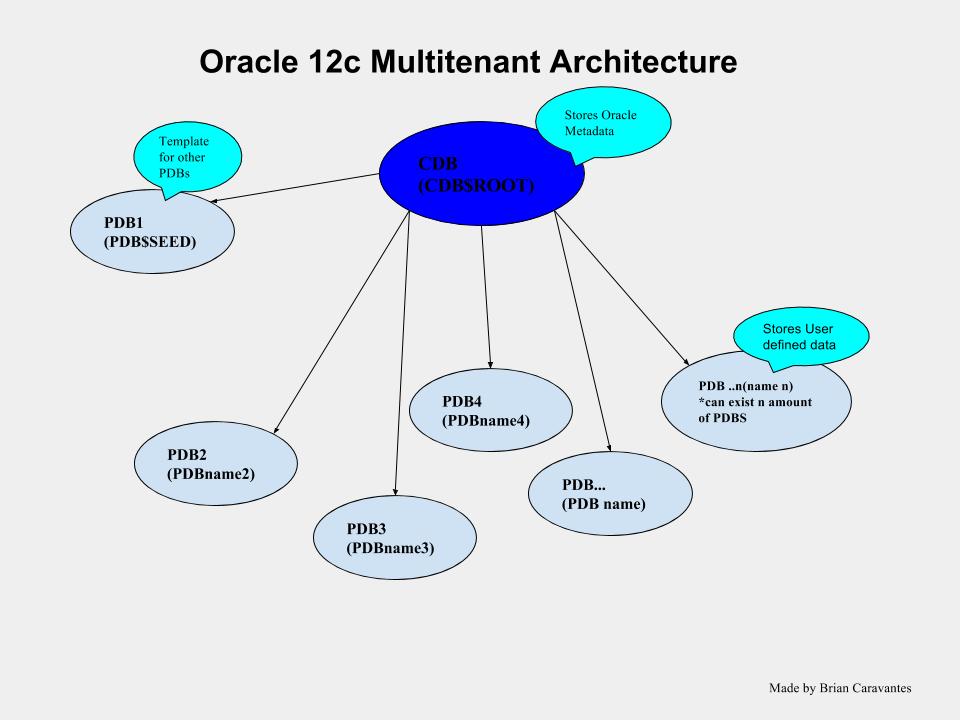 Oracle 12c Multitenant Architecture
Stores Oracle
Metadata
Template
for other
PDBs
CDB
(CDB$ROOT)
PDB1
(PDB$SEED)
Stores User
defined data
PDB ..n(name n)
*can exist n amount
of PDBS
PDB4
(PDBname4)
PDB2
(PDBname2)
PDB...
(PDB name)
PDB3
(PDBname3)
Made by Brian Caravantes